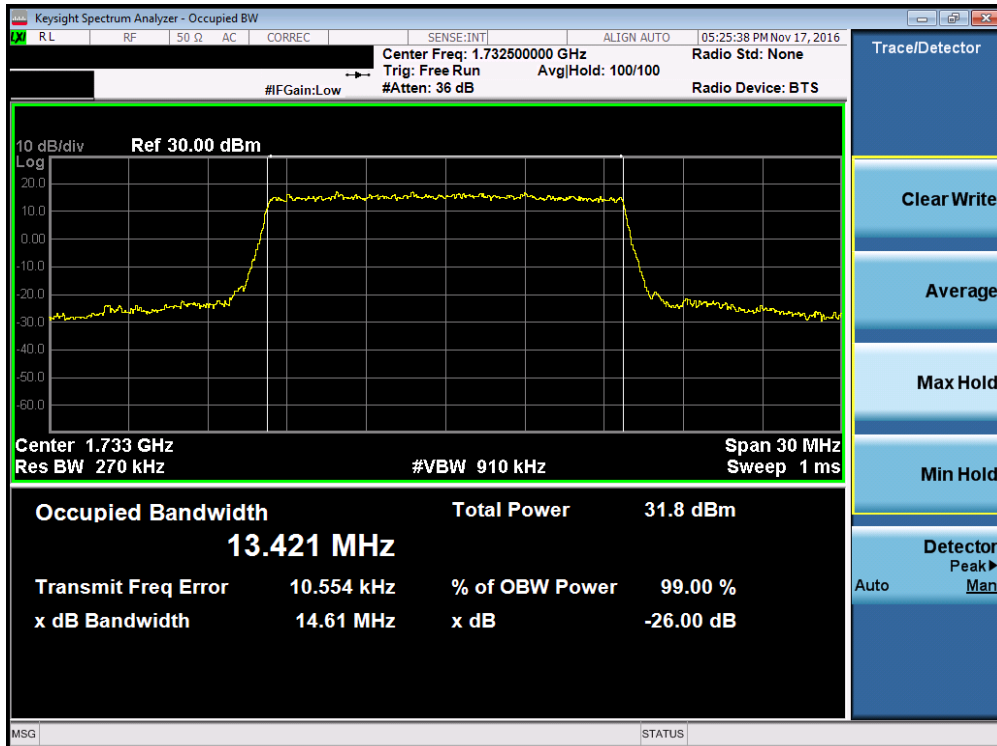 Keysight Spectrum Analyzer - Occupied BW
LXI RL RF 50 Ω AC CORREC SENSE:INT ALIGN AUTO 05:25:38 PM Nov 17, 2016
Center Freq: 1.732500000 GHz Radio Std: None
Trig: Free Run Avg|Hold: 100/100
#IFGain:Low #Atten: 36 dB Radio Device: BTS
10 dB/div Ref 30.00 dBm
Log
20.0
10.0
0.00
-10.0
-20.0
-30.0
-40.0
-50.0
-60.0
Center 1.733 GHz Span 30 MHz
Res BW 270 kHz #VBW 910 kHz Sweep 1 ms
Occupied Bandwidth Total Power 31.8 dBm
13.421 MHz
Transmit Freq Error 10.554 kHz % of OBW Power 99.00 %
x dB Bandwidth 14.61 MHz x dB -26.00 dB
Trace/Detector
Clear Write
Average
Max Hold
Min Hold
Detector
Peak
Auto Man
MSG STATUS